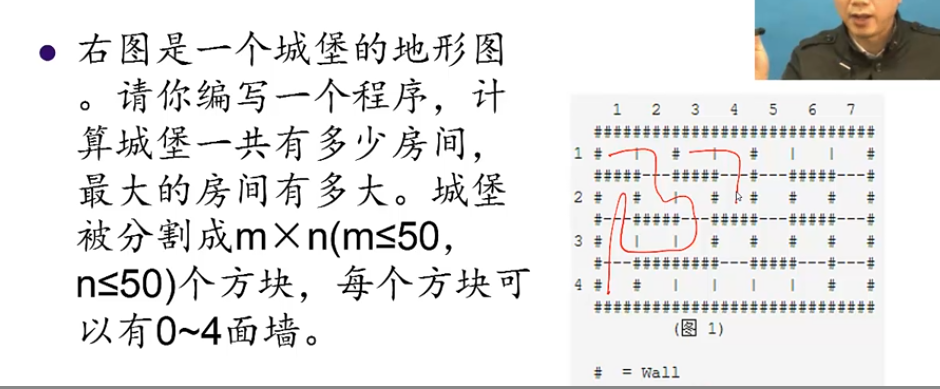 ● 右图是一个城堡的地形图
。请你编写一个程序，计
算城堡一共有多少房间，
最大的房间有多大。城堡
被分割成m×n(m≤50，
n≤50)个方块，每个方块可
以有0~4面墙。
1 2 3 4 5 6 7
#############################
1 #   |   #   |   #   |   |   #
#####---#####---#---#####---#
2 #   #   |   #   #   #   #   #
#---#####---#####---#####---#
3 #   |   |   #   #   #   #   #
#---#########---#####---#---#
4 #   #   |   |   |   |   #   #
#############################
(图 1)
# = Wall